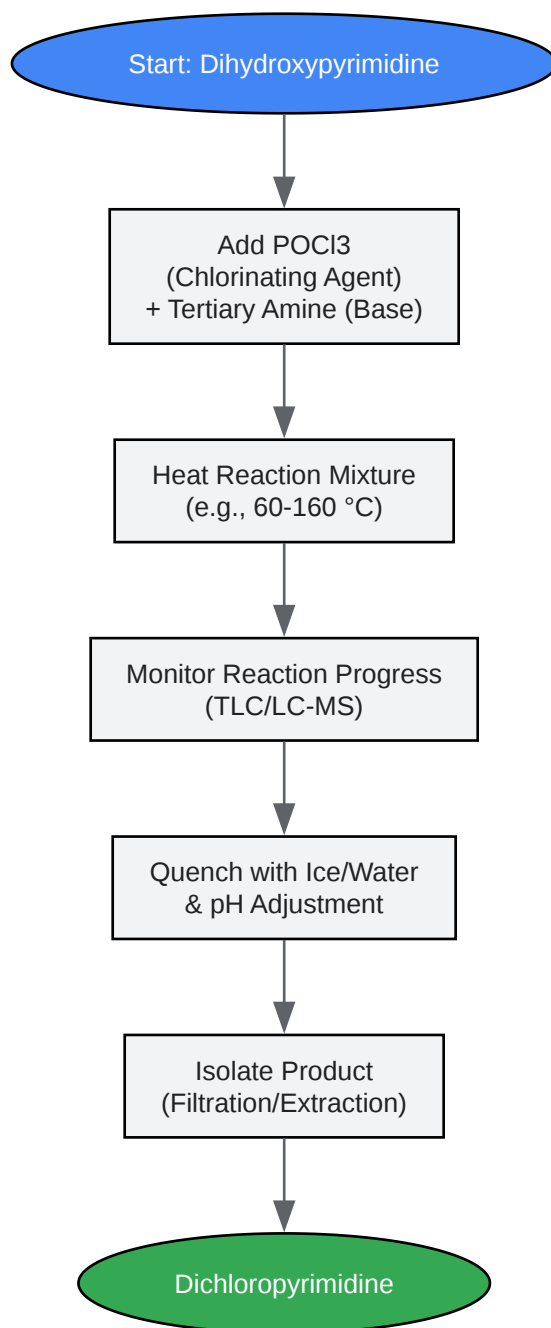 Start: Dihydroxypyrimidine
Add POCl3
(Chlorinating Agent)
+ Tertiary Amine (Base)
Heat Reaction Mixture
(e.g., 60-160 °C)
Monitor Reaction Progress
(TLC/LC-MS)
Quench with Ice/Water
& pH Adjustment
Isolate Product
(Filtration/Extraction)
Dichloropyrimidine